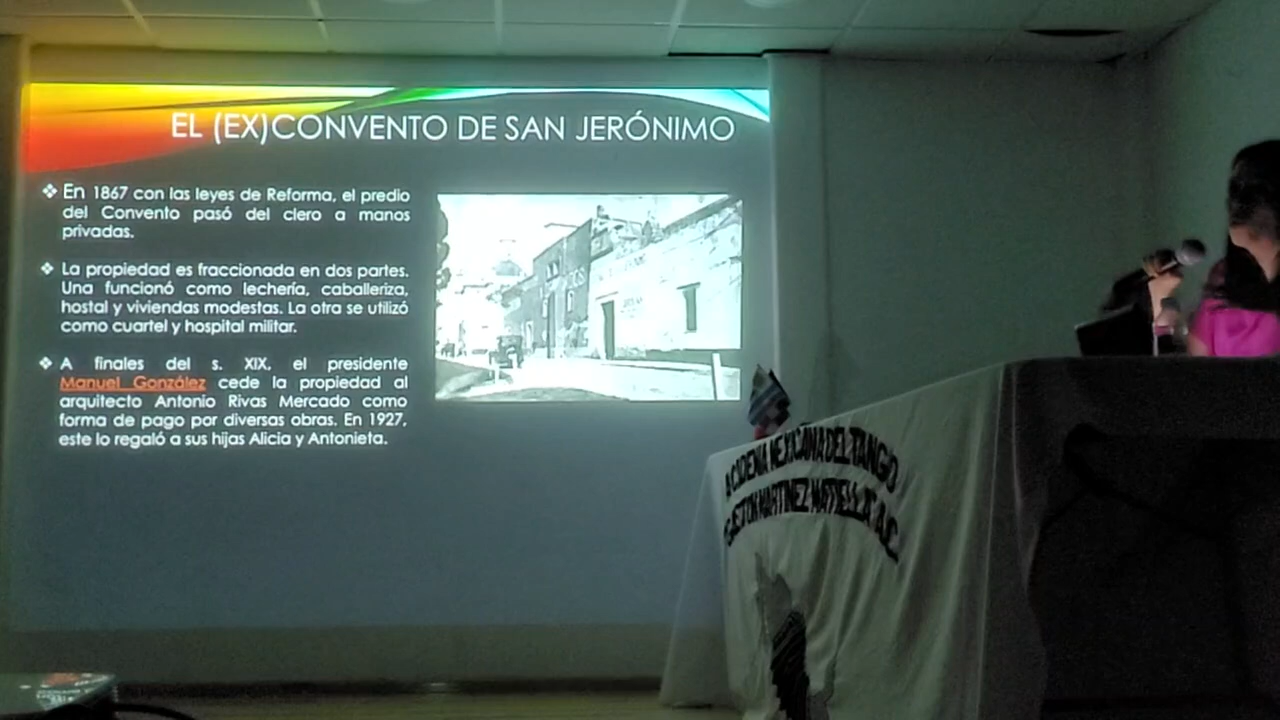 EL (EX)CONVENTO DE SAN JERÓNIMO
❖ En 1867 con las leyes de Reforma, el predio
del Convento pasó del clero a manos
privadas.
❖ La propiedad es fraccionada en dos partes.
Una funcionó como lechería, caballeriza,
hostal y viviendas modestas. La otra se utilizó
como cuartel y hospital militar.
❖ A finales del s. XIX, el presidente
Manuel González cede la propiedad al
arquitecto Antonio Rivas Mercado como
forma de pago por diversas obras. En 1927,
este lo regaló a sus hijas Alicia y Antonieta.
ACADEMIA MEXICANA DEL TANGO
MARTINEZ MATIELLA" A.C.